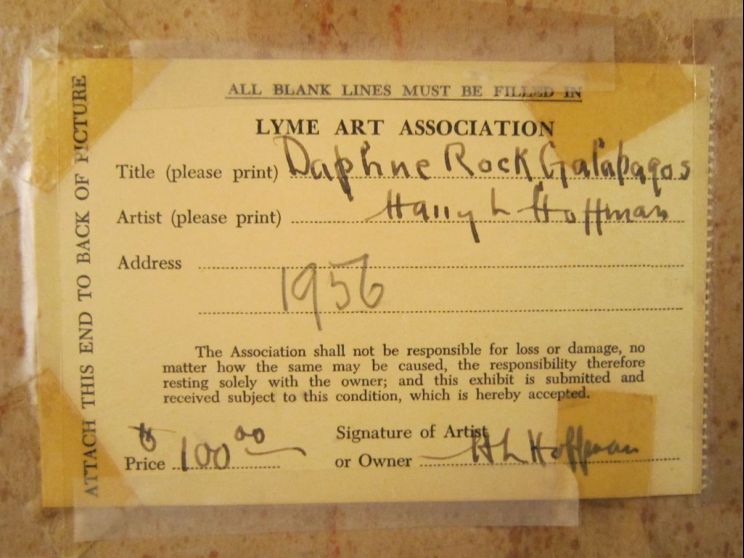 ALL BLANK LINES MUST BE FILLED IN
LYME ART ASSOCIATION
Title (please print) Daphne Rock Galapagos
Artist (please print) Harry L Hoffman
Address
1956
The Association shall not be responsible for loss or damage, no
matter how the same may be caused, the responsibility therefore
resting solely with the owner; and this exhibit is submitted and
received subject to this condition, which is hereby accepted.
Price $100.00
Signature of Artist
or Owner H L Hoffman
ATTACH THIS END TO BACK OF PICTURE